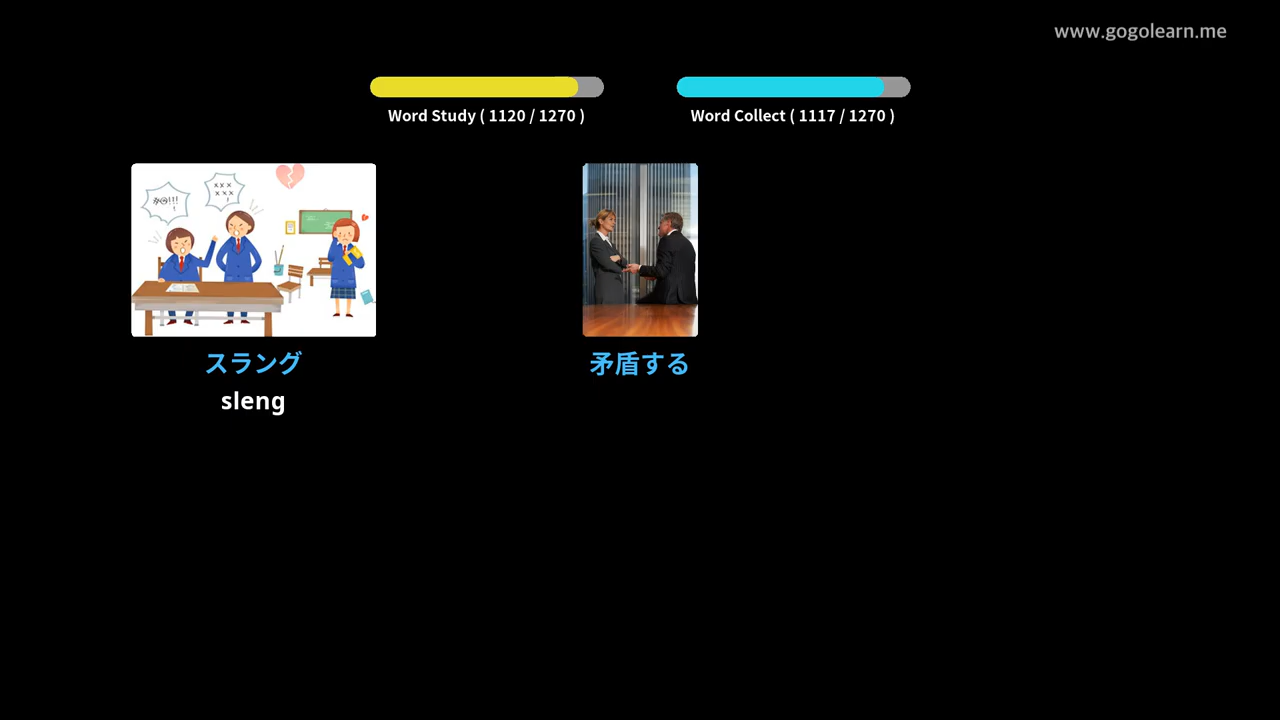 www.gogolearn.me
Word Study ( 1120 / 1270 )
Word Collect ( 1117 / 1270 )
多@!!!
×××
×××!
スラング
矛盾する
sleng